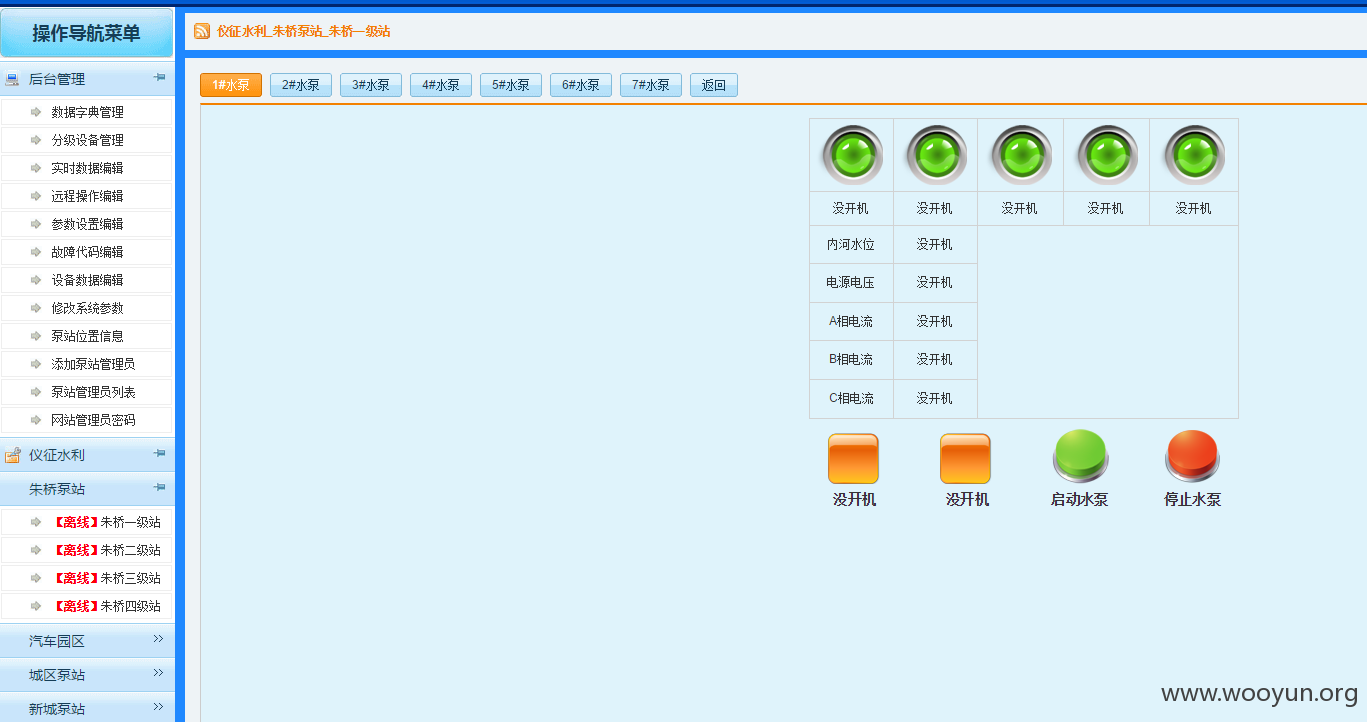 操作导航菜单
后台管理
数据字典管理
分级设备管理
实时数据编辑
远程操作编辑
参数设置编辑
故障代码编辑
设备数据编辑
修改系统参数
泵站位置信息
添加泵站管理员
泵站管理员列表
网站管理员密码
仪征水利
朱桥泵站
【离线】朱桥一级站
【离线】朱桥二级站
【离线】朱桥三级站
【离线】朱桥四级站
汽车园区
城区泵站
新城泵站
仪征水利_朱桥泵站_朱桥一级站
1#水泵 2#水泵 3#水泵 4#水泵 5#水泵 6#水泵 7#水泵 返回
没开机 没开机 没开机 没开机 没开机
内河水位 没开机
电源电压 没开机
A相电流 没开机
B相电流 没开机
C相电流 没开机
没开机 没开机 启动水泵 停止水泵
www.wooyun.org